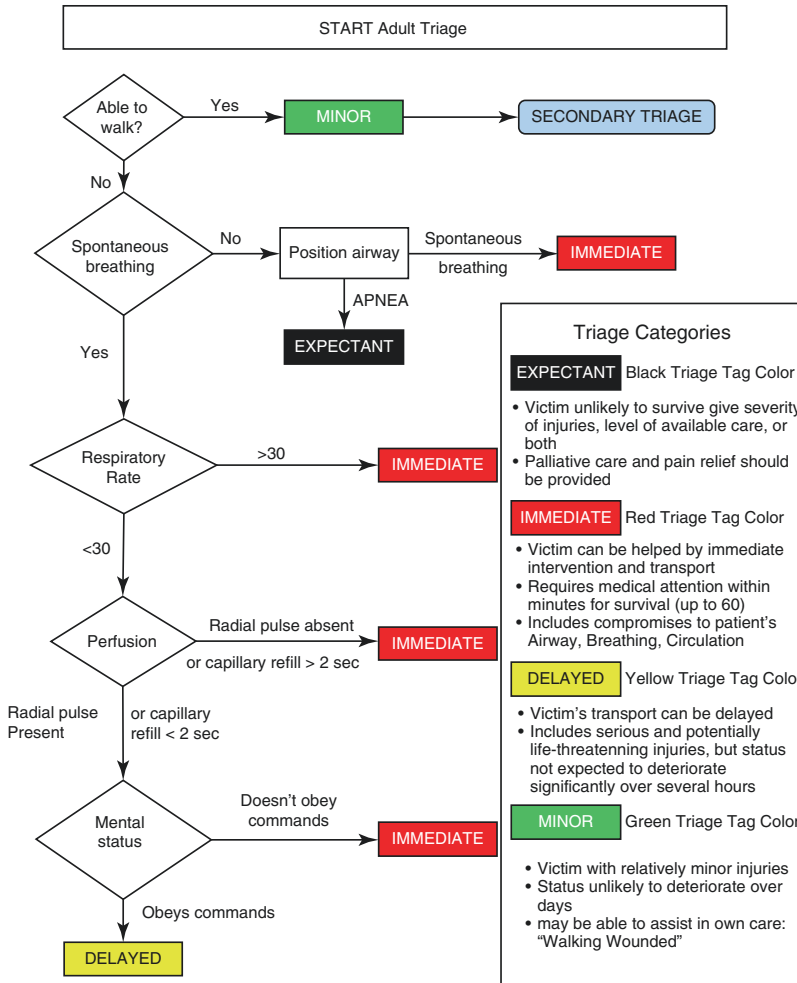 START Adult Triage
Able to
walk?
Yes
MINOR
SECONDARY TRIAGE
No
Spontaneous
breathing
No
Position airway
Spontaneous
breathing
IMMEDIATE
APNEA
EXPECTANT
Yes
Respiratory
Rate
>30
IMMEDIATE
<30
Perfusion
Radial pulse absent
or capillary refill > 2 sec
IMMEDIATE
Radial pulse
Present
or capillary
refill < 2 sec
Mental
status
Doesn't obey
commands
IMMEDIATE
Obeys commands
DELAYED
Triage Categories
EXPECTANT Black Triage Tag Color
• Victim unlikely to survive give severity
of injuries, level of available care, or
both
• Palliative care and pain relief should
be provided
IMMEDIATE Red Triage Tag Color
• Victim can be helped by immediate
intervention and transport
• Requires medical attention within
minutes for survival (up to 60)
• Includes compromises to patient's
Airway, Breathing, Circulation
DELAYED Yellow Triage Tag Colo
• Victim's transport can be delayed
• Includes serious and potentially
life-threatenning injuries, but status
not expected to deteriorate
significantly over several hours
MINOR Green Triage Tag Color
• Victim with relatively minor injuries
• Status unlikely to deteriorate over
days
• may be able to assist in own care:
“Walking Wounded”